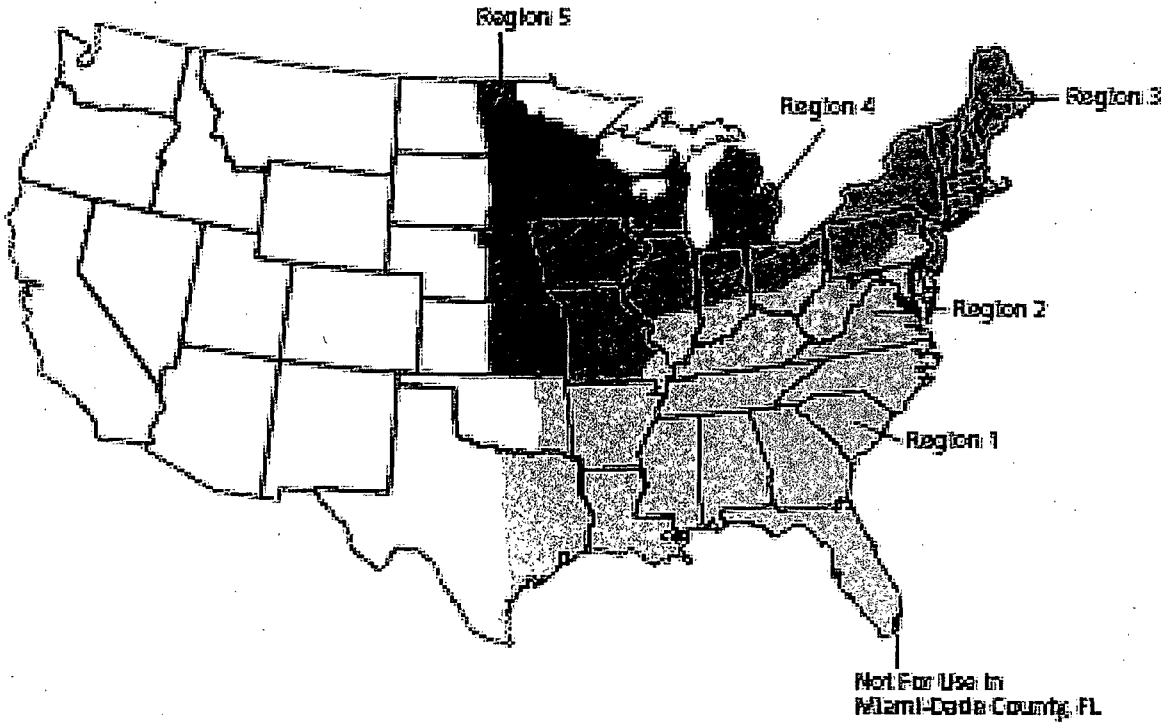 Region 5
Region 4
Region 3
Region 2
Region 1
Not For Use In
Miami-Dade County, FL